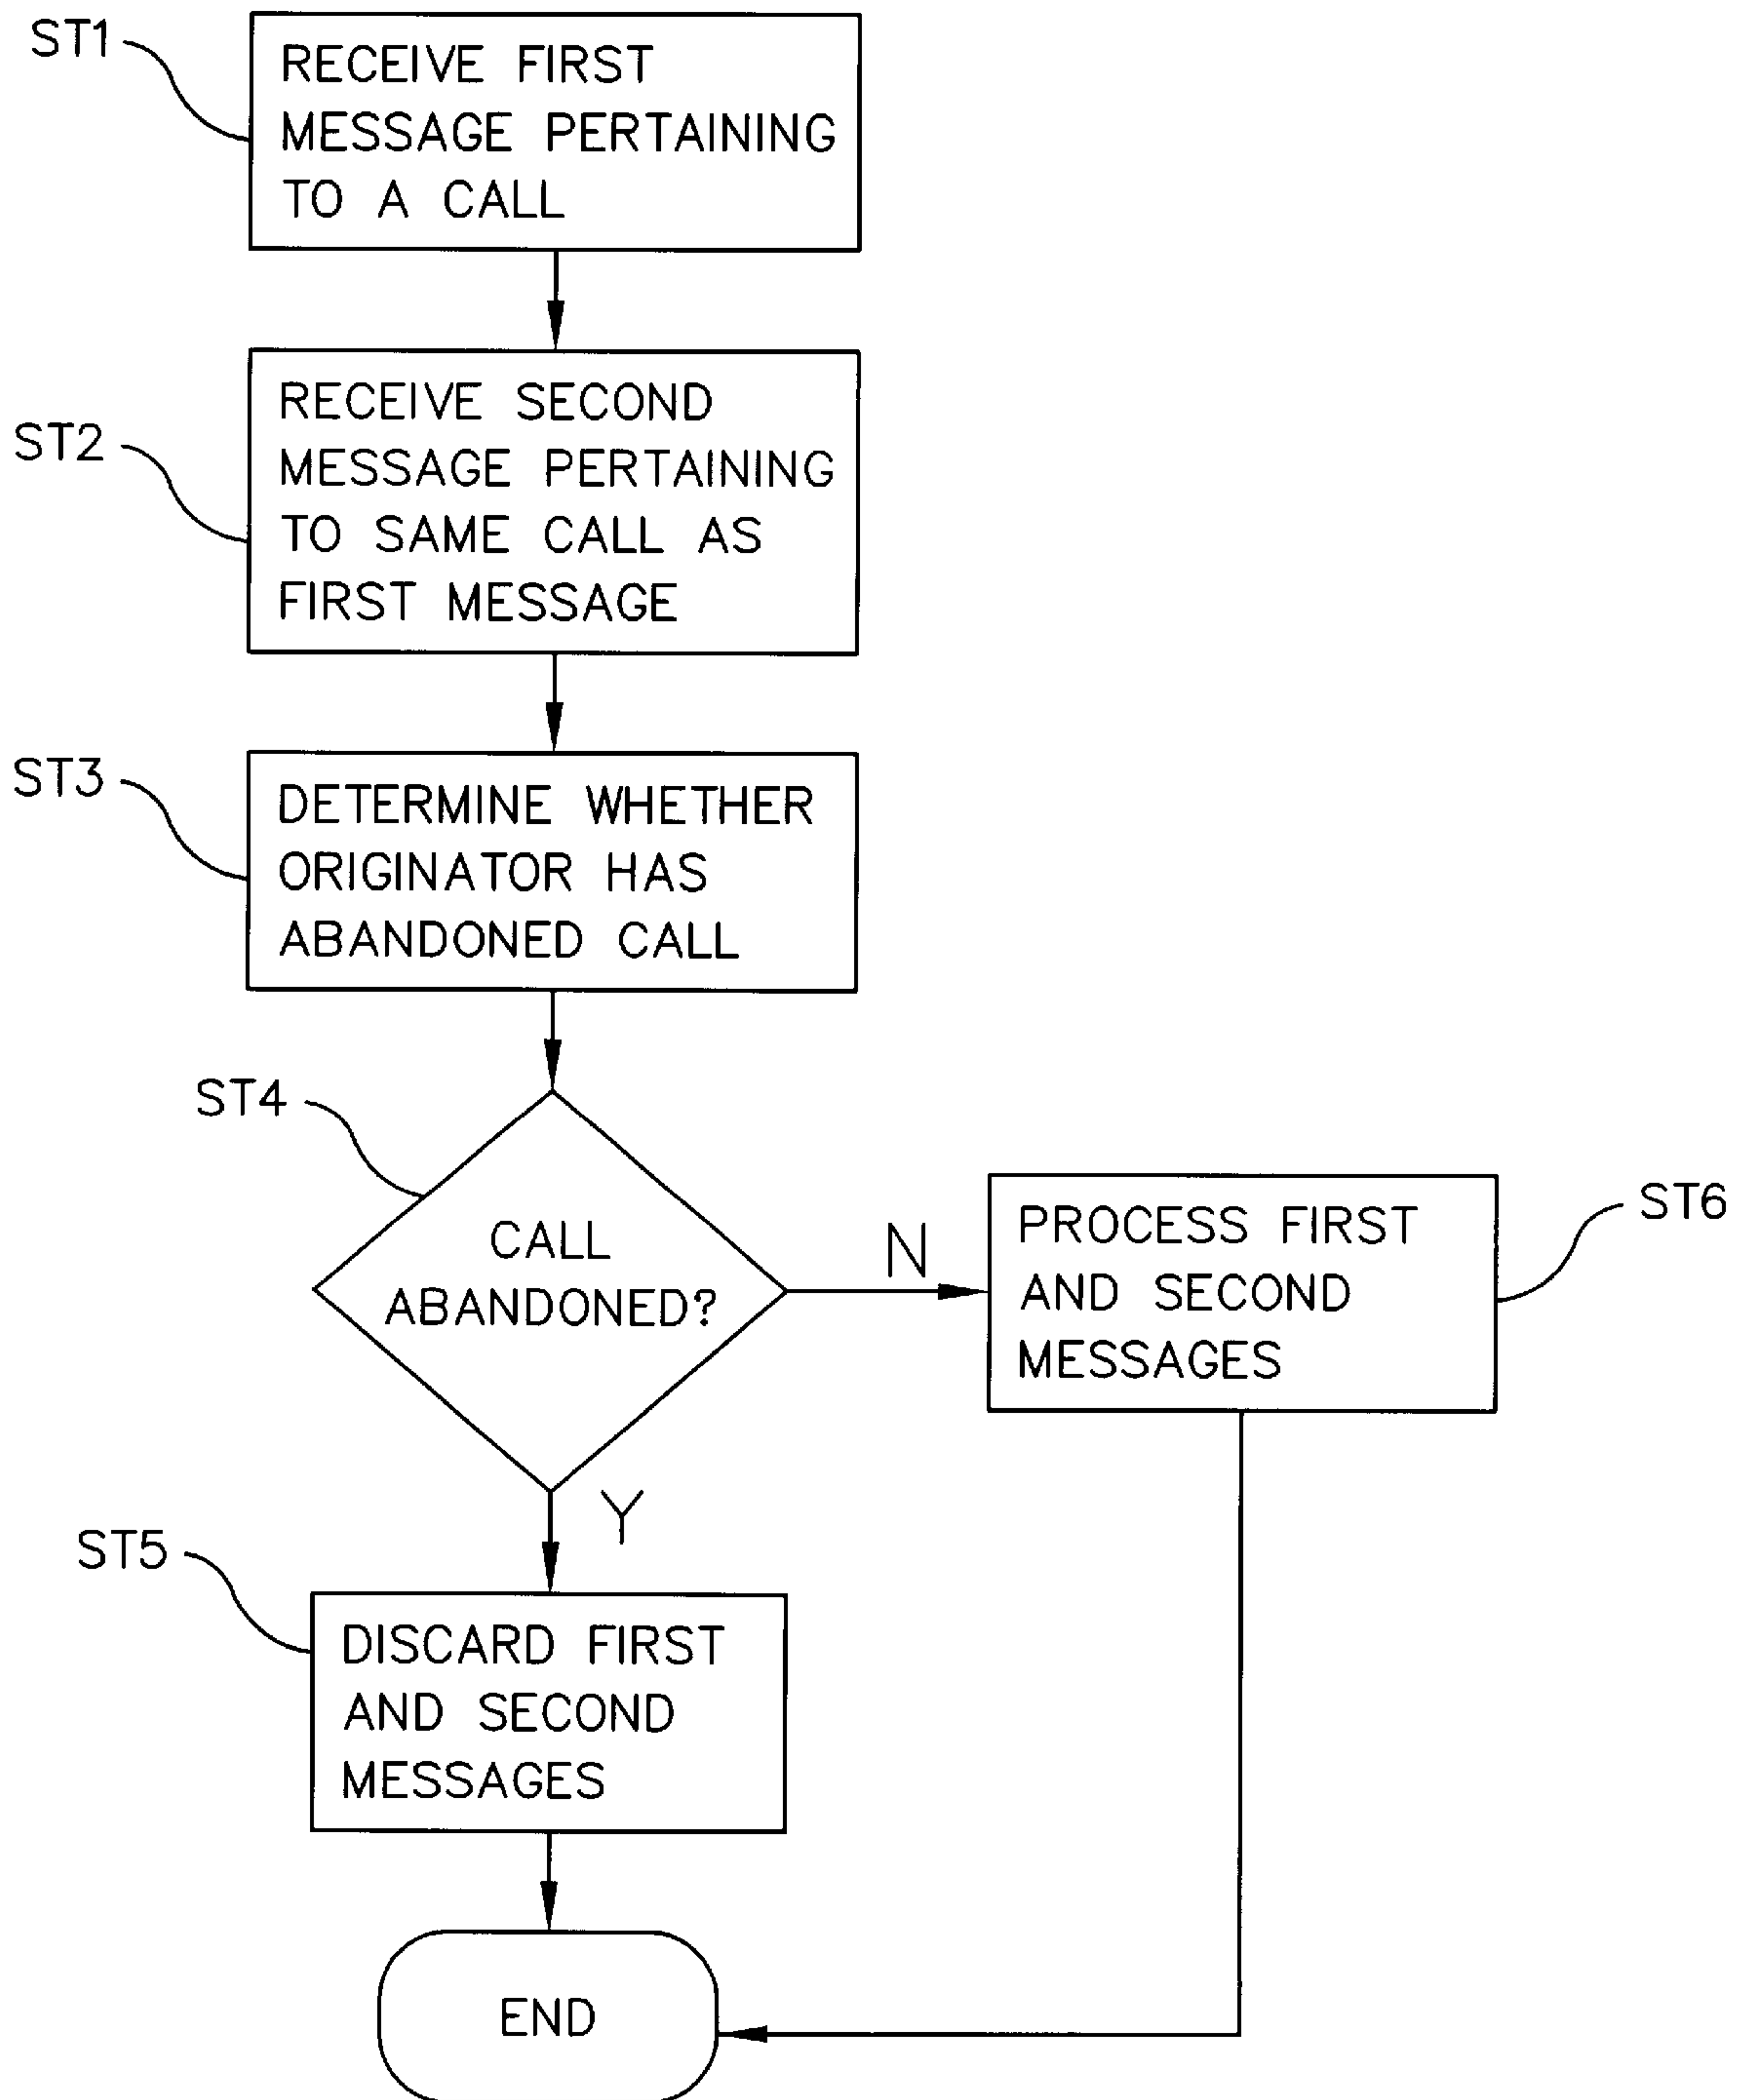 ST1
RECEIVE FIRST
MESSAGE PERTAINING
TO A CALL
ST2
RECEIVE SECOND
MESSAGE PERTAINING
TO SAME CALL AS
FIRST MESSAGE
ST3
DETERMINE WHETHER
ORIGINATOR HAS
ABANDONED CALL
ST4
CALL
ABANDONED?
N
ST6
PROCESS FIRST
AND SECOND
MESSAGES
Y
ST5
DISCARD FIRST
AND SECOND
MESSAGES
END